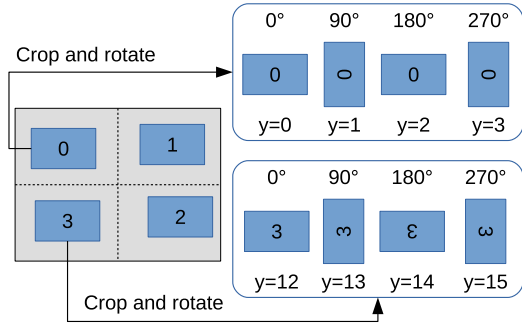 Crop and rotate
0 1
3 2
Crop and rotate
0° 90° 180° 270°
0 0 0 0
y=0 y=1 y=2 y=3
0° 90° 180° 270°
3 3 3 3
y=12 y=13 y=14 y=15